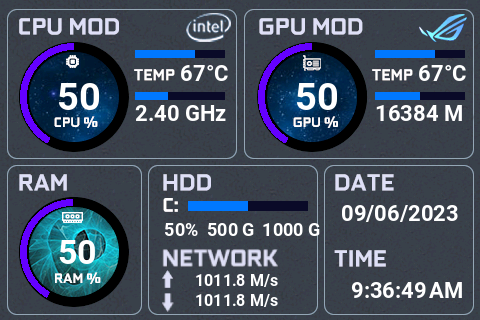 CPU MOD
intel
50
CPU %
TEMP 67°C
2.40 GHz
GPU MOD
50
GPU %
TEMP 67°C
16384 M
RAM
50
RAM %
HDD
C:
50% 500 G 1000 G
NETWORK
1011.8 M/s
1011.8 M/s
DATE
09/06/2023
TIME
9:36:49 AM